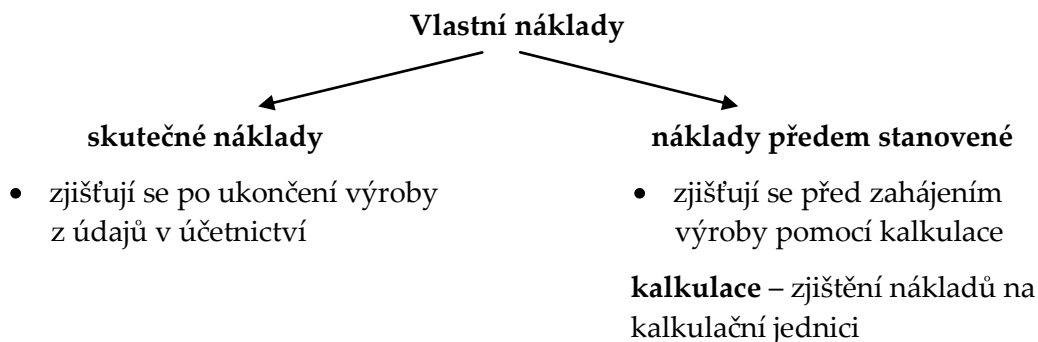 Vlastní náklady
skutečné náklady
• zjišťují se po ukončení výroby
z údajů v účetnictví
náklady předem stanovené
• zjišťují se před zahájením
výroby pomocí kalkulace
kalkulace – zjištění nákladů na
kalkulační jednici